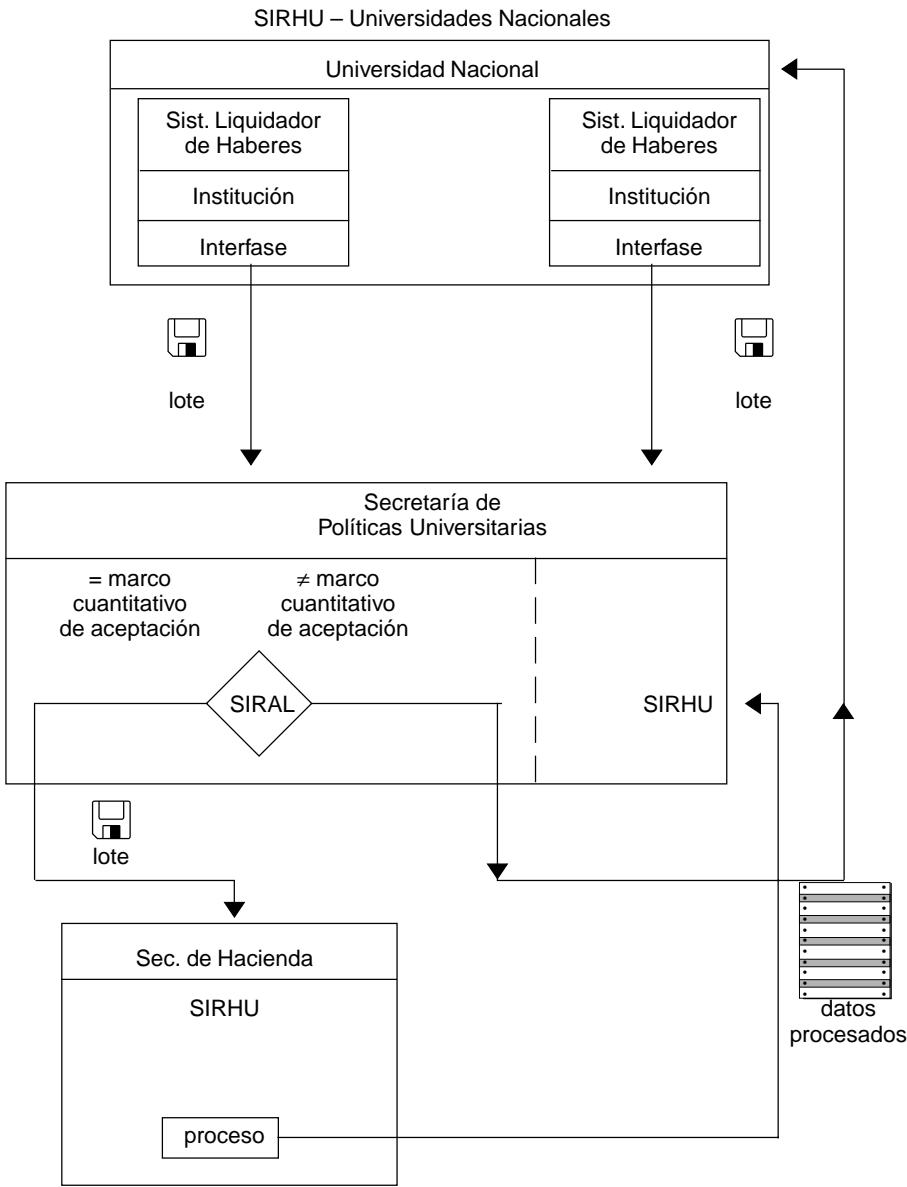 SIRHU – Universidades Nacionales
Universidad Nacional
Sist. Liquidador
de Haberes
Institución
Interfase
Sist. Liquidador
de Haberes
Institución
Interfase
lote
lote
Secretaría de
Políticas Universitarias
= marco
cuantitativo
de aceptación
≠ marco
cuantitativo
de aceptación
SIRAL
SIRHU
lote
Sec. de Hacienda
SIRHU
proceso
datos
procesados